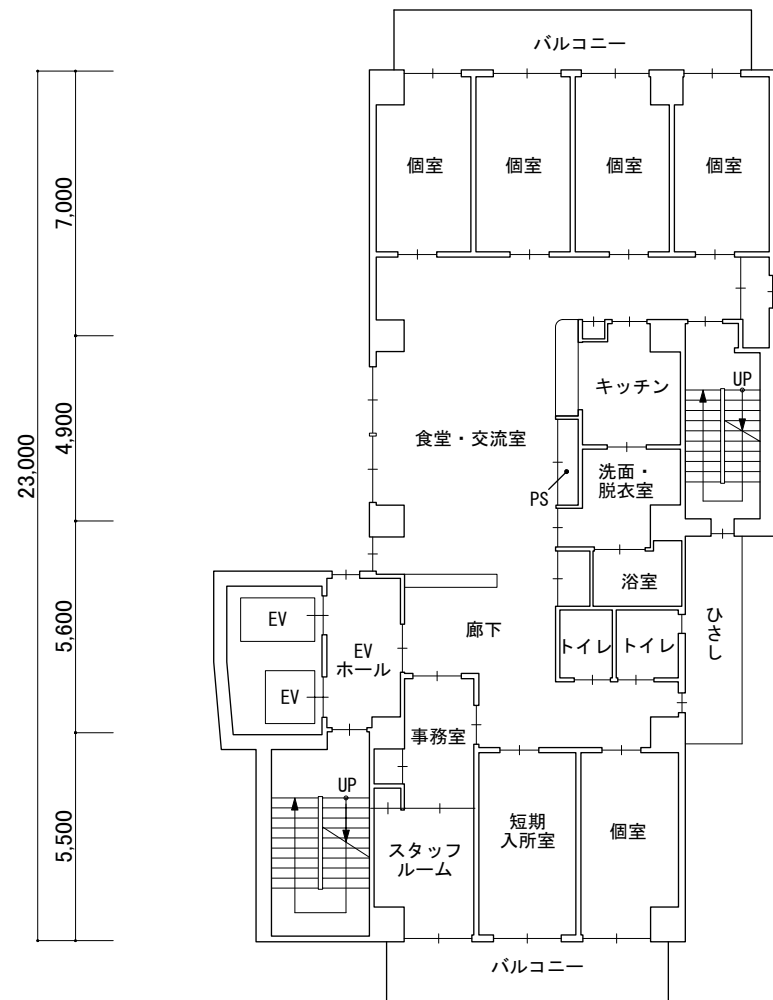 バルコニー
個室
個室
個室
個室
7,000
キッチン
UP
4,900
食堂・交流室
23,000
洗面・
脱衣室
PS
浴室
EV
ひさし
5,600
廊下
トイレ
トイレ
EV
ホール
EV
事務室
UP
短期
入所室
個室
5,500
スタッフ
ルーム
バルコニー